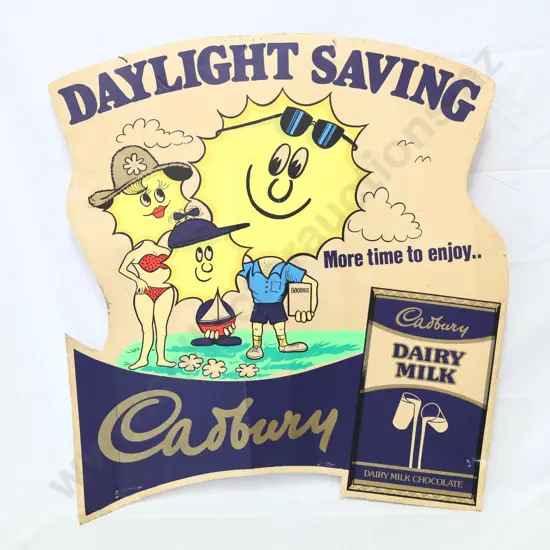 DAYLIGHT SAVING
GOODIES
More time to enjoy..
Cadbury
DAIRY
MILK
DAIRY MILK CHOCOLATE
Cadbury